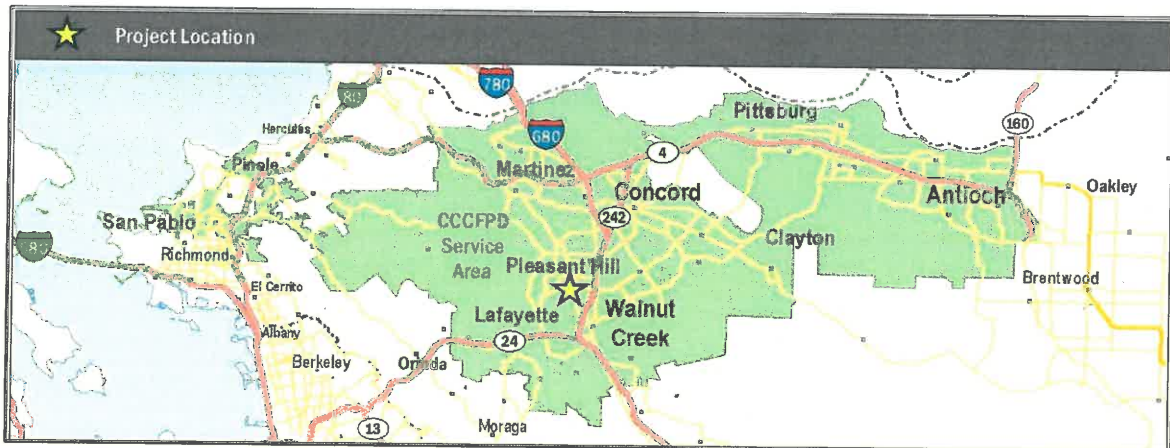 Project Location
780
80
Pittsburg
160
Hercules
680
4
Pinole
Martinez
Concord
Antioch
Oakley
San Pablo
CCCFPD
Service
Area
242
Clayton
Richmond
Pleasant Hill
Brentwood
El Cerrito
Lafayette
Walnut
Creek
Albany
24
Berkeley
Orinda
13
Moraga